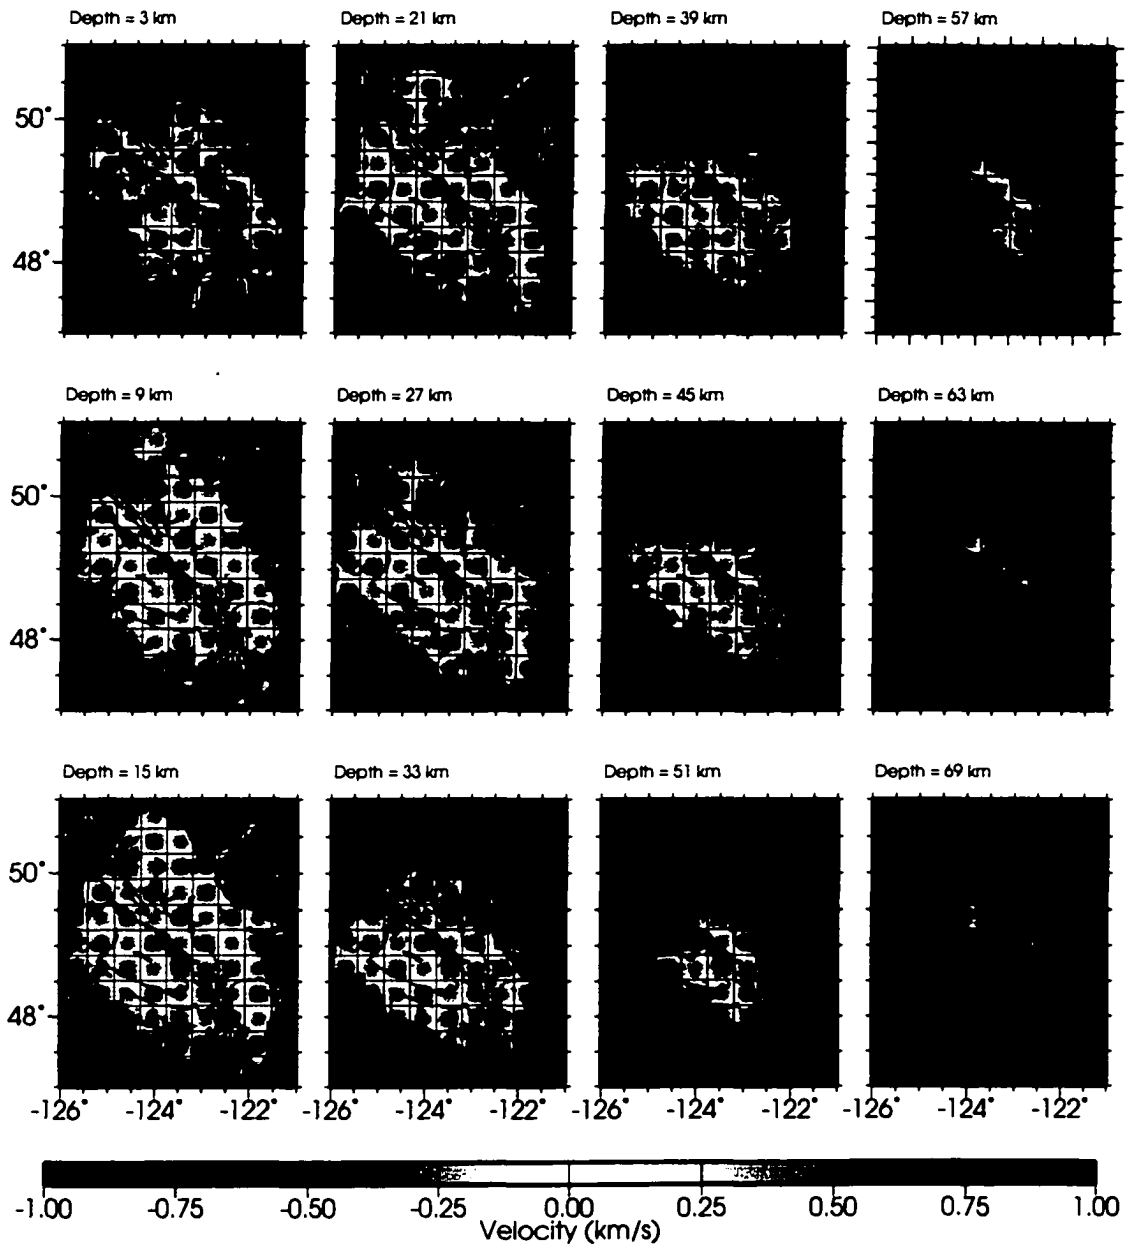 Depth = 3 km
Depth = 21 km
Depth = 39 km
Depth = 57 km
50°
48°
Depth = 9 km
Depth = 27 km
Depth = 45 km
Depth = 63 km
50°
48°
Depth = 15 km
Depth = 33 km
Depth = 51 km
Depth = 69 km
50°
48°
-126° -124° -122° -126° -124° -122° -126° -124° -122° -126° -124° -122°
-1.00 -0.75 -0.50 -0.25 0.00 0.25 0.50 0.75 1.00
Velocity (km/s)